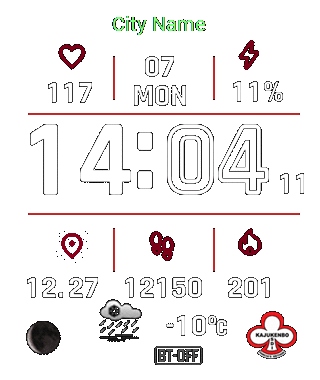 City Name
117
07
MON
11%
14:04 11
12.27
12150
201
-10°C
BT-OFF
KAJUKENBO